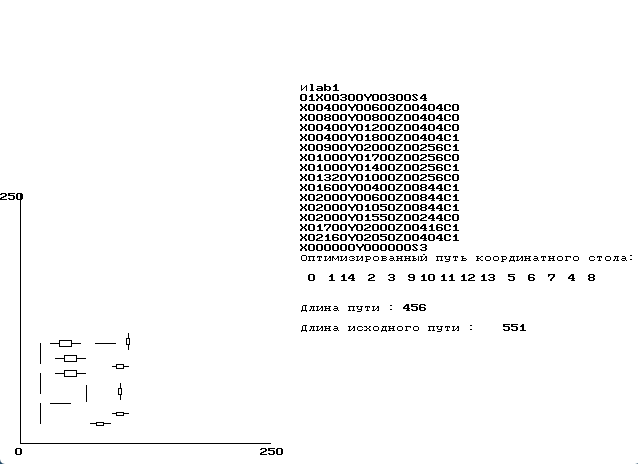 иlab1
01X00300Y00300S4
X00400Y00600Z00404C0
X00800Y00800Z00404C0
X00400Y01200Z00404C0
X00400Y01800Z00404C1
X00900Y02000Z00256C1
X01000Y01700Z00256C0
X01000Y01400Z00256C1
X01320Y01000Z00256C0
X01600Y00400Z00844C1
X02000Y00600Z00844C1
X02000Y01050Z00844C1
X02000Y01550Z00244C0
X01700Y02000Z00416C1
X02160Y02050Z00404C1
X000000Y000000S3
Оптимизированный путь координатного стола:
0 1 14 2 3 9 10 11 12 13 5 6 7 4 8
Длина пути : 456
Длина исходного пути : 551
250
0 250